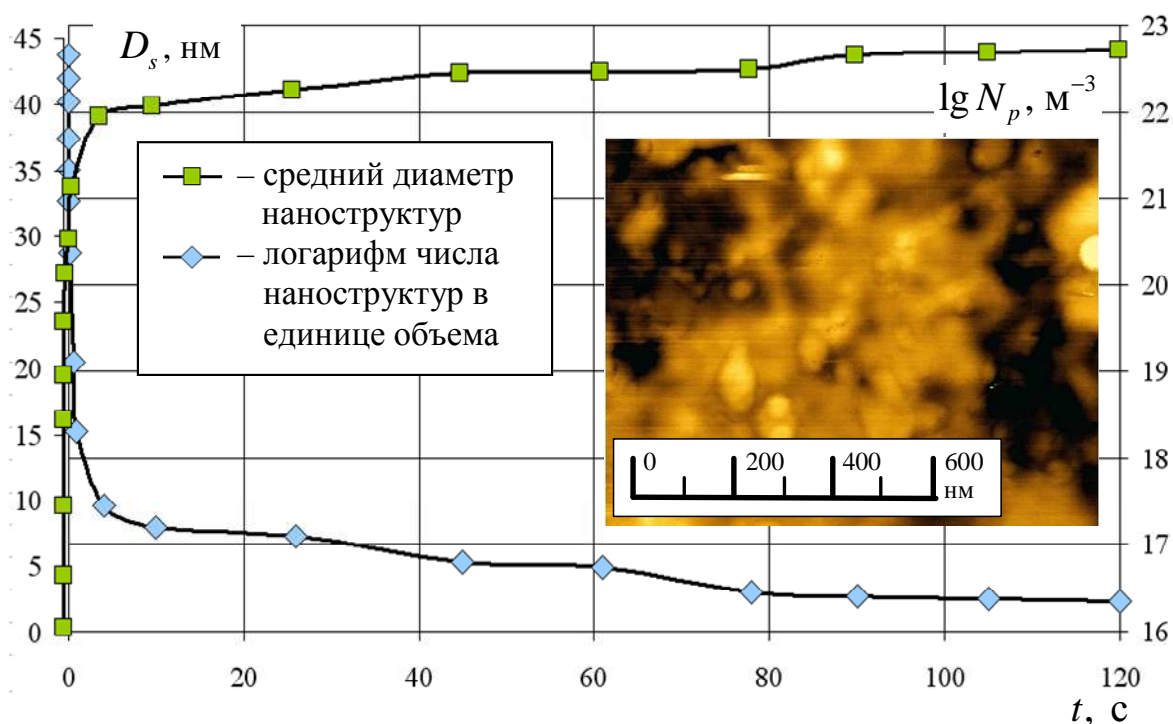 D_s, нм
lg N_p, м⁻³
45
40
35
30
25
20
15
10
5
0
23
22
21
20
19
18
17
16
– средний диаметр
наноструктур
– логарифм числа
наноструктур в
единице объема
0 200 400 600
нм
0 20 40 60 80 100 120
t, с